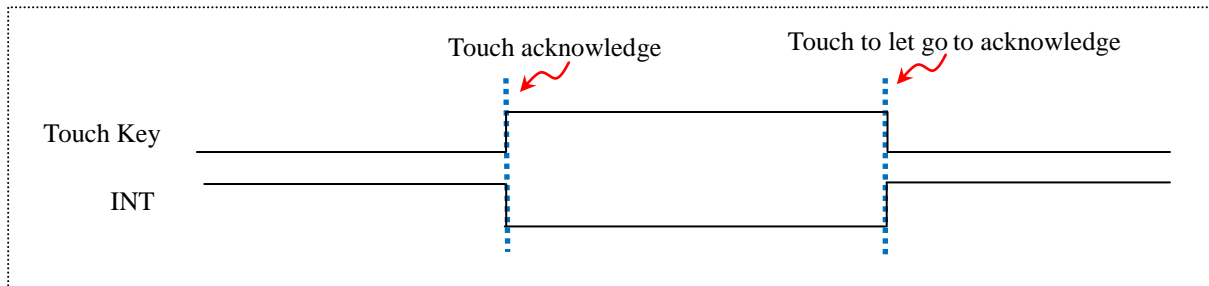 Touch acknowledge
Touch to let go to acknowledge
Touch Key
INT